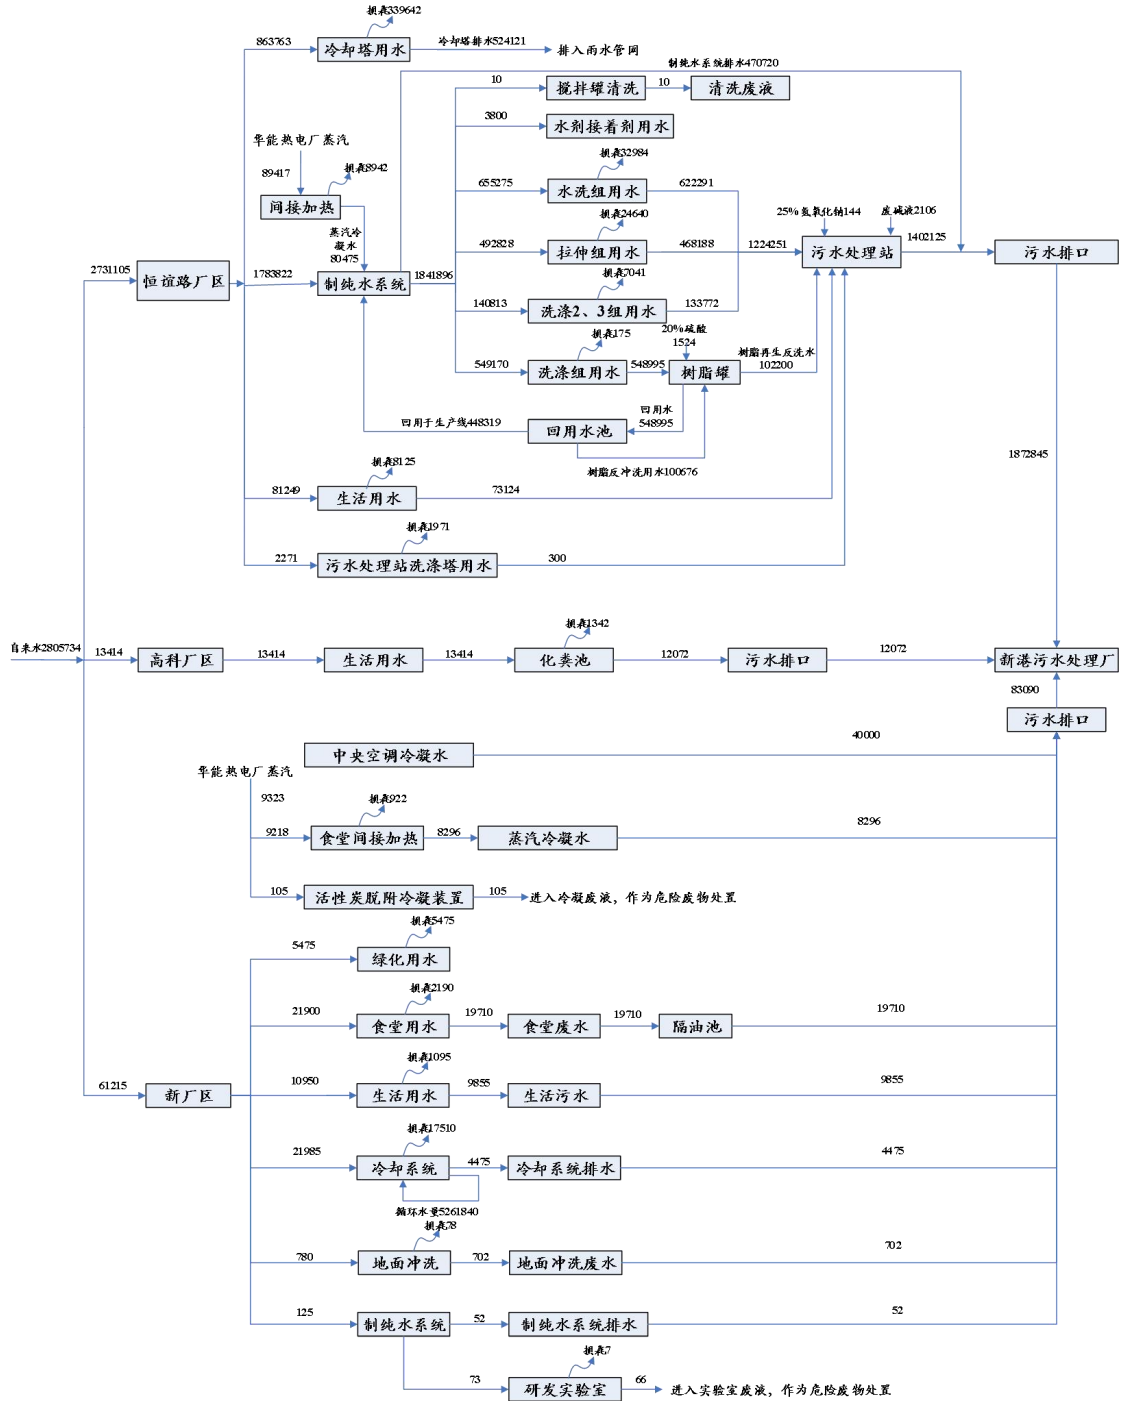 损耗339642
863763
冷却塔用水
冷却塔排水524121
排入雨水管网
制纯水系统排水470720
10
搅拌罐清洗
10
清洗废液
3800
水剂接着剂用水
华能热电厂蒸汽
89417
损耗8942
间接加热
蒸汽冷
凝水
80475
损耗32984
655275
水洗组用水
622291
损耗24640
492828
拉伸组用水
468188
1224251
25%氢氧化钠144
废碱液2106
污水处理站
1402125
污水排口
2731105
恒谊路厂区
1783822
制纯水系统
1841896
损耗7041
140813
洗涤2、3组用水
133772
损耗175
549170
洗涤组用水
548995
20%硫酸
1524
树脂罐
树脂再生反洗水
102200
回用于生产线448319
回用水池
回用水
548995
树脂反冲洗用水100676
1872845
损耗8125
81249
生活用水
73124
损耗1971
2271
污水处理站洗涤塔用水
300
自来水2805734
13414
高科厂区
13414
生活用水
13414
损耗1342
化粪池
12072
污水排口
12072
新港污水处理厂
83090
污水排口
中央空调冷凝水
40000
华能热电厂蒸汽
9323
损耗922
9218
食堂间接加热
8296
蒸汽冷凝水
8296
105
活性炭脱附冷凝装置
105
进入冷凝废液，作为危险废物处置
损耗5475
5475
绿化用水
损耗2190
21900
食堂用水
19710
食堂废水
19710
隔油池
19710
61215
新厂区
损耗1095
10950
生活用水
9855
生活污水
9855
损耗17510
21985
冷却系统
4475
冷却系统排水
4475
循环水量5261840
损耗78
780
地面冲洗
702
地面冲洗废水
702
125
制纯水系统
52
制纯水系统排水
52
损耗7
73
研发实验室
66
进入实验室废液，作为危险废物处置